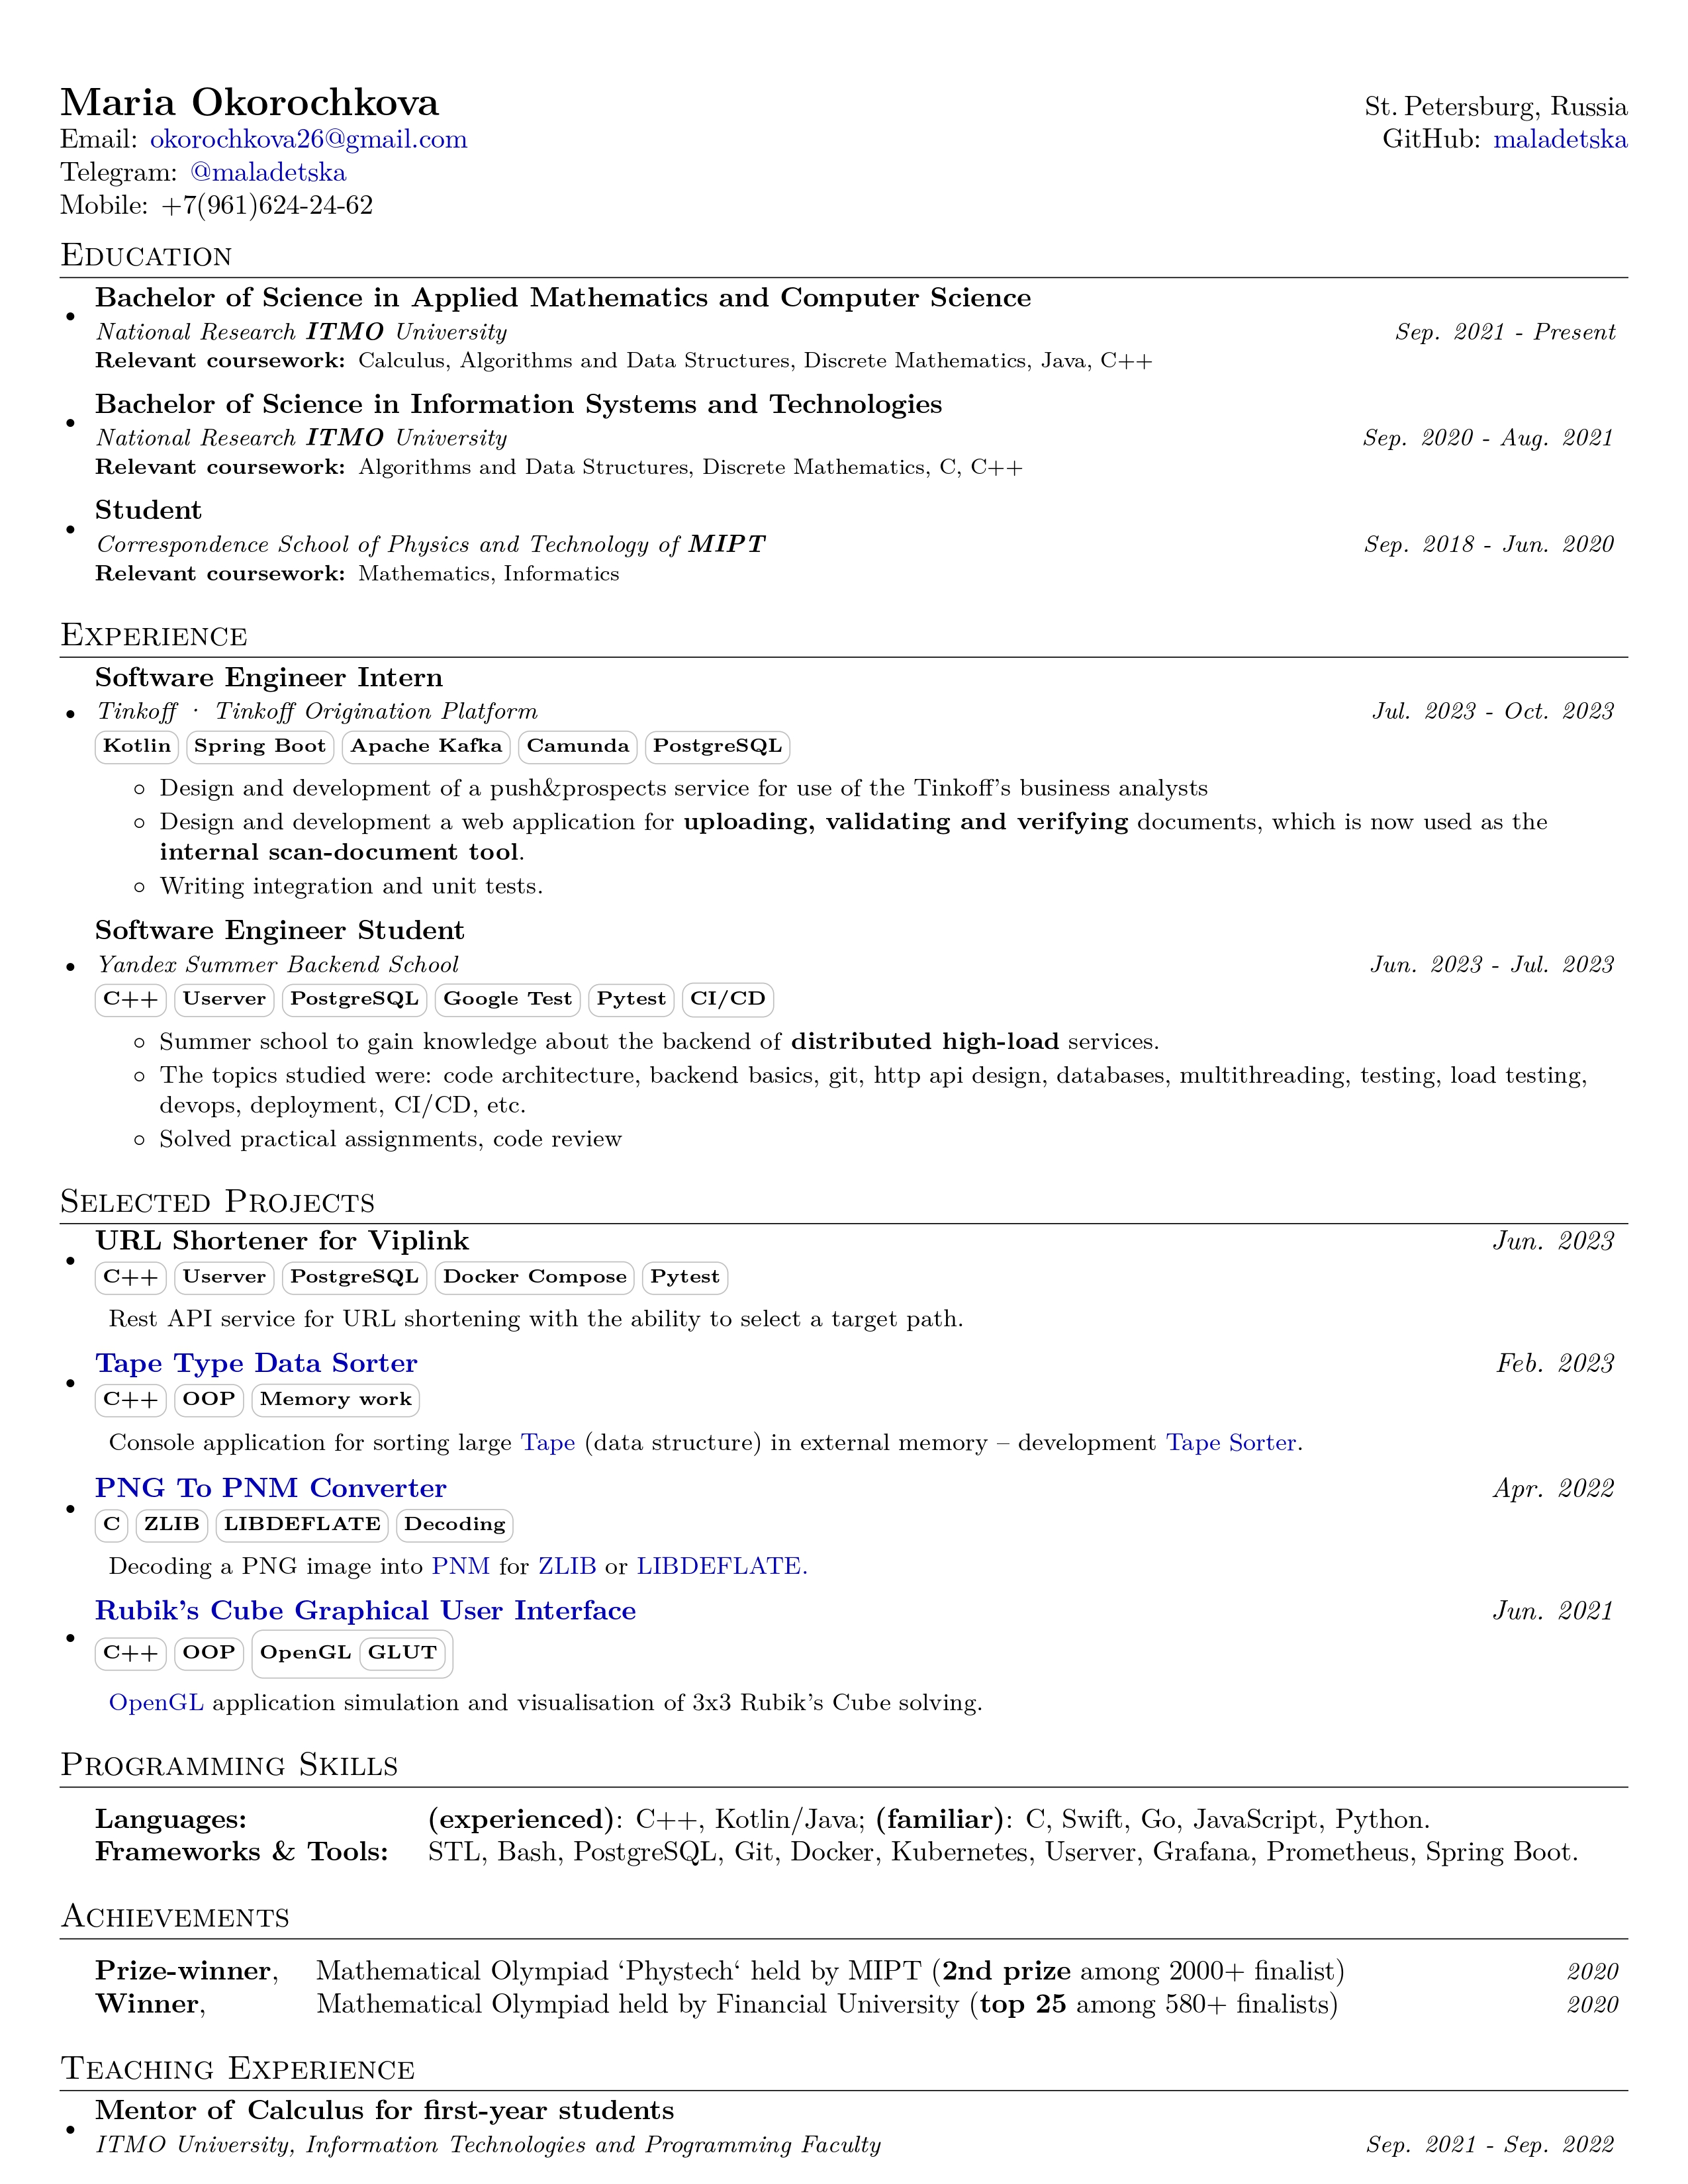 Maria Okorochkova
St. Petersburg, Russia
Email: okorochkova26@gmail.com
GitHub: maladetska
Telegram: @maladetska
Mobile: +7(961)624-24-62
Education
• Bachelor of Science in Applied Mathematics and Computer Science
National Research ITMO University Sep. 2021 - Present
Relevant coursework: Calculus, Algorithms and Data Structures, Discrete Mathematics, Java, C++
• Bachelor of Science in Information Systems and Technologies
National Research ITMO University Sep. 2020 - Aug. 2021
Relevant coursework: Algorithms and Data Structures, Discrete Mathematics, C, C++
• Student
Correspondence School of Physics and Technology of MIPT Sep. 2018 - Jun. 2020
Relevant coursework: Mathematics, Informatics
Experience
• Software Engineer Intern
Tinkoff · Tinkoff Origination Platform Jul. 2023 - Oct. 2023
Kotlin Spring Boot Apache Kafka Camunda PostgreSQL
◦ Design and development of a push&prospects service for use of the Tinkoff's business analysts
◦ Design and development a web application for uploading, validating and verifying documents, which is now used as the
internal scan-document tool.
◦ Writing integration and unit tests.
• Software Engineer Student
Yandex Summer Backend School Jun. 2023 - Jul. 2023
C++ Userver PostgreSQL Google Test Pytest CI/CD
◦ Summer school to gain knowledge about the backend of distributed high-load services.
◦ The topics studied were: code architecture, backend basics, git, http api design, databases, multithreading, testing, load testing,
devops, deployment, CI/CD, etc.
◦ Solved practical assignments, code review
Selected Projects
• URL Shortener for Viplink Jun. 2023
C++ Userver PostgreSQL Docker Compose Pytest
Rest API service for URL shortening with the ability to select a target path.
• Tape Type Data Sorter Feb. 2023
C++ OOP Memory work
Console application for sorting large Tape (data structure) in external memory – development Tape Sorter.
• PNG To PNM Converter Apr. 2022
C ZLIB LIBDEFLATE Decoding
Decoding a PNG image into PNM for ZLIB or LIBDEFLATE.
• Rubik's Cube Graphical User Interface Jun. 2021
C++ OOP OpenGL GLUT
OpenGL application simulation and visualisation of 3x3 Rubik's Cube solving.
Programming Skills
Languages: (experienced): C++, Kotlin/Java; (familiar): C, Swift, Go, JavaScript, Python.
Frameworks & Tools: STL, Bash, PostgreSQL, Git, Docker, Kubernetes, Userver, Grafana, Prometheus, Spring Boot.
Achievements
Prize-winner, Mathematical Olympiad ‘Phystech‘ held by MIPT (2nd prize among 2000+ finalist) 2020
Winner, Mathematical Olympiad held by Financial University (top 25 among 580+ finalists) 2020
Teaching Experience
• Mentor of Calculus for first-year students
ITMO University, Information Technologies and Programming Faculty Sep. 2021 - Sep. 2022